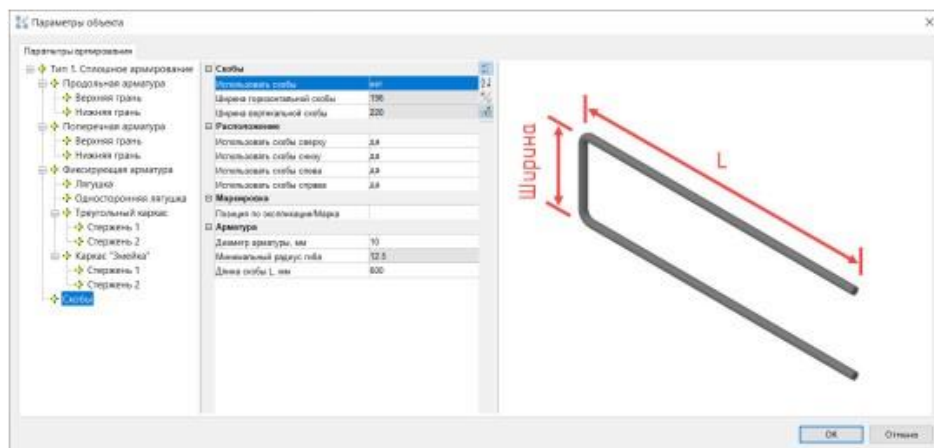 Параметры объекта
Параметры армирования
Тип 1. Сплошное армирование
Продольная арматура
Верхняя грань
Нижняя грань
Поперечная арматура
Верхняя грань
Нижняя грань
Фиксирующая арматура
Лягушка
Односторонняя лягушка
Треугольный каркас
Стержень 1
Стержень 2
Каркас "Змейка"
Стержень 1
Стержень 2
Скобы
Скобы
Использовать скобы нет
Ширина горизонтальной скобы 196
Ширина вертикальной скобы 220
Расположение
Использовать скобы сверху да
Использовать скобы снизу да
Использовать скобы слева да
Использовать скобы справа да
Маркировка
Позиция по экспликации/Марка
Арматура
Диаметр арматуры, мм 10
Минимальный радиус гиба 12.5
Длина скобы L, мм 600
Ширина
L
OK
Отмена